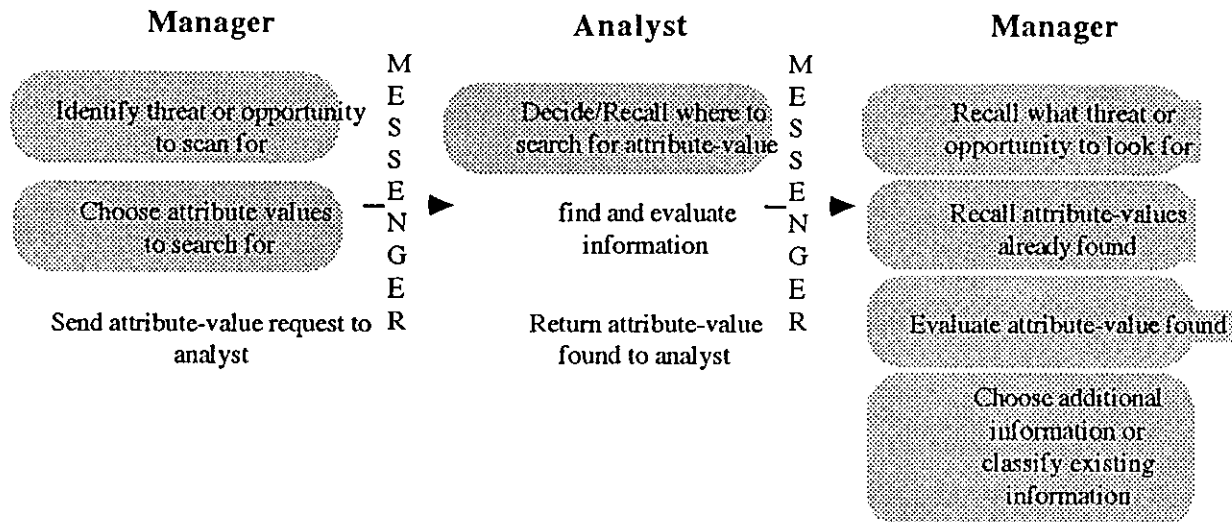 Manager
Identify threat or opportunity
to scan for
Choose attribute values
to search for
Send attribute-value request to
analyst
MESSENGER
Analyst
Decide/Recall where to
search for attribute-value
find and evaluate
information
Return attribute-value
found to analyst
MESSENGER
Manager
Recall what threat or
opportunity to look for
Recall attribute-values
already found
Evaluate attribute-value found
Choose additional
information or
classify existing
information